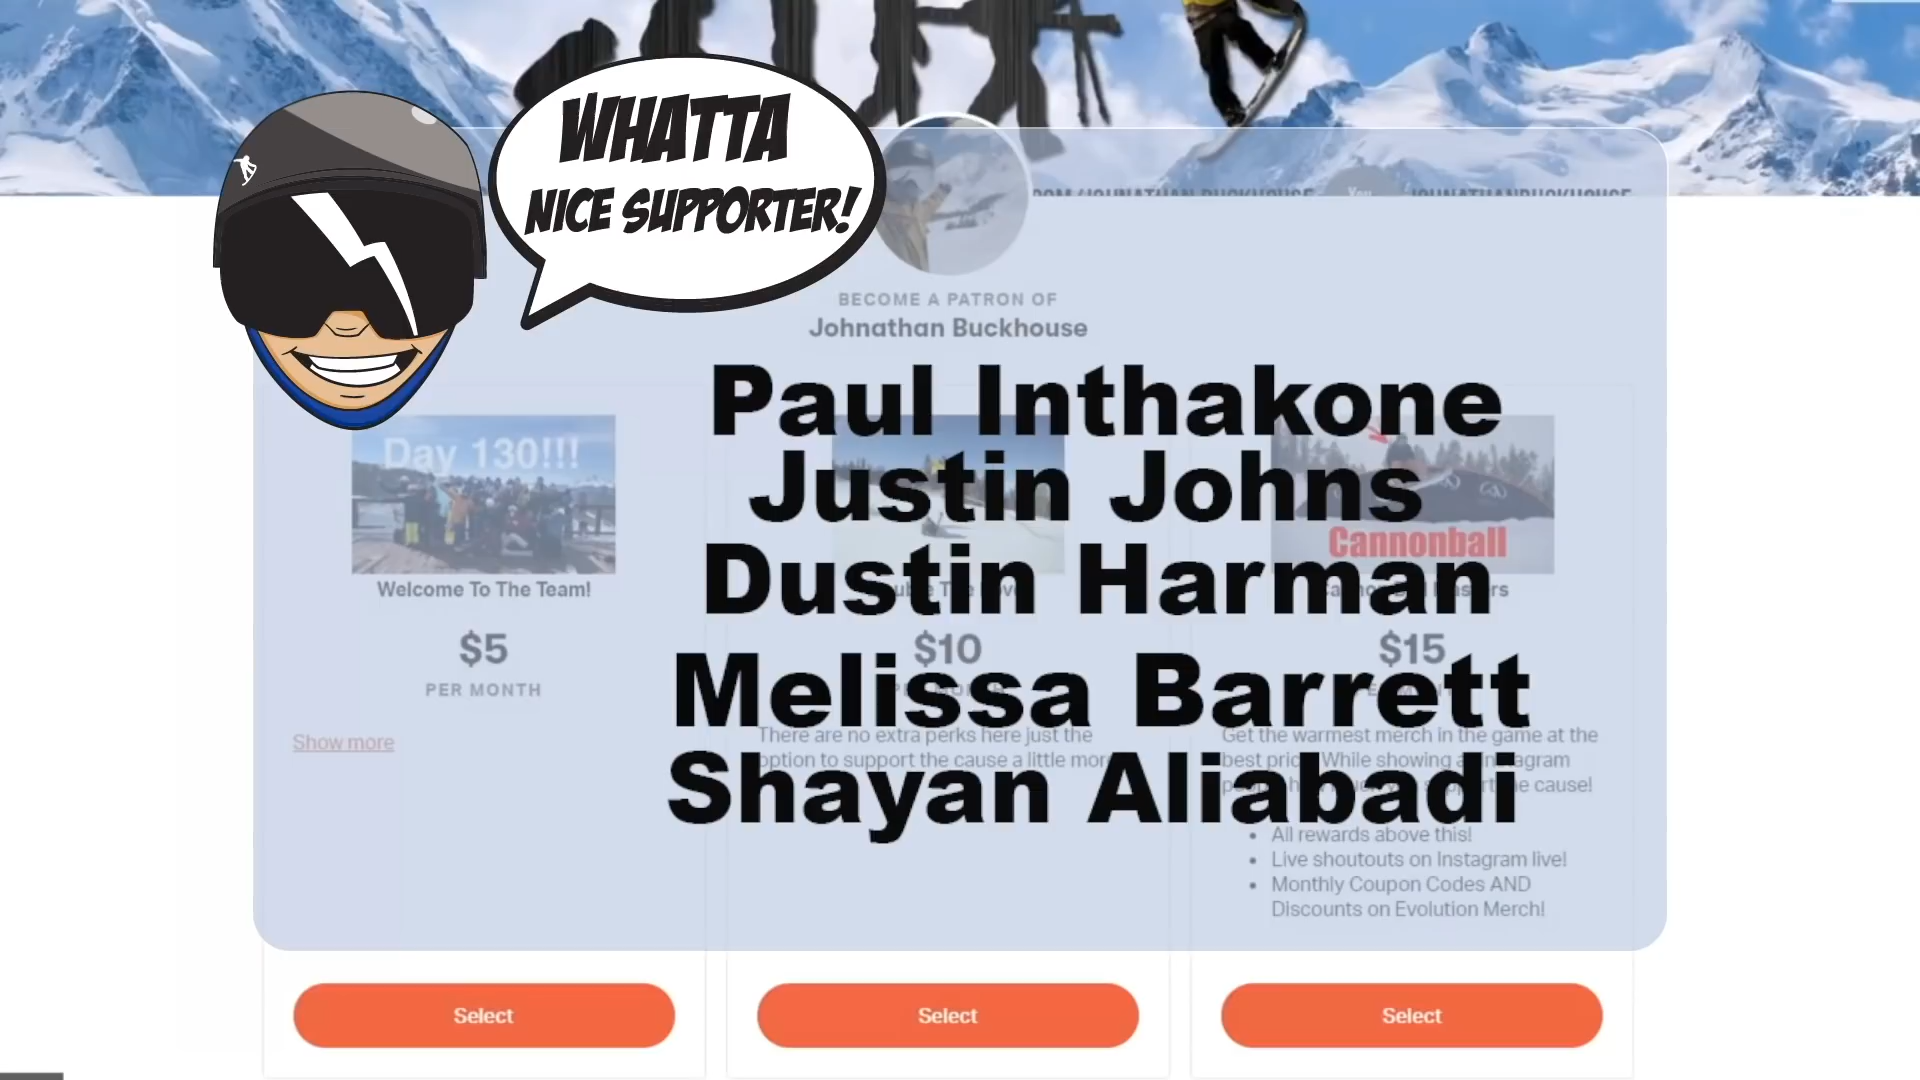 WHATTA
NICE SUPPORTER!
BECOME A PATRON OF
Johnathan Buckhouse
Paul Inthakone
Justin Johns
Dustin Harman
Melissa Barrett
Shayan Aliabadi
Day 130!!!
Welcome To The Team!
$5
PER MONTH
Show more
Select
$10
There are no extra perks here just the
option to support the cause a little more
Select
Cannonball
$15
Get the warmest merch in the game at the
best While showing
cause!
• All rewards above this!
• Live shoutouts on Instagram live!
• Monthly Coupon Codes AND
Discounts on Evolution Merch!
Select